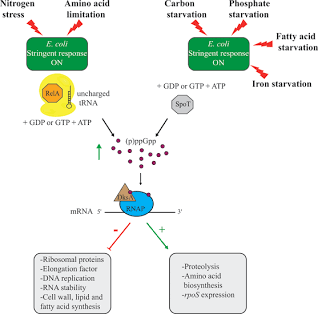 Nitrogen
stress
Amino acid
limitation
Carbon
starvation
Phosphate
starvation
Fatty acid
starvation
Iron starvation
E. coli
Stringent response
ON
E. coli
Stringent response
ON
RelA
uncharged
tRNA
+ GDP or GTP + ATP
+ GDP or GTP + ATP
SpoT
(p)ppGpp
DksA
RNAP
mRNA 5' 3'
- +
-Ribosomal proteins
-Elongation factor
-DNA replication
-RNA stability
-Cell wall, lipid and
fatty acid synthesis
-Proteolysis
-Amino acid
biosynthesis
-rpoS expression